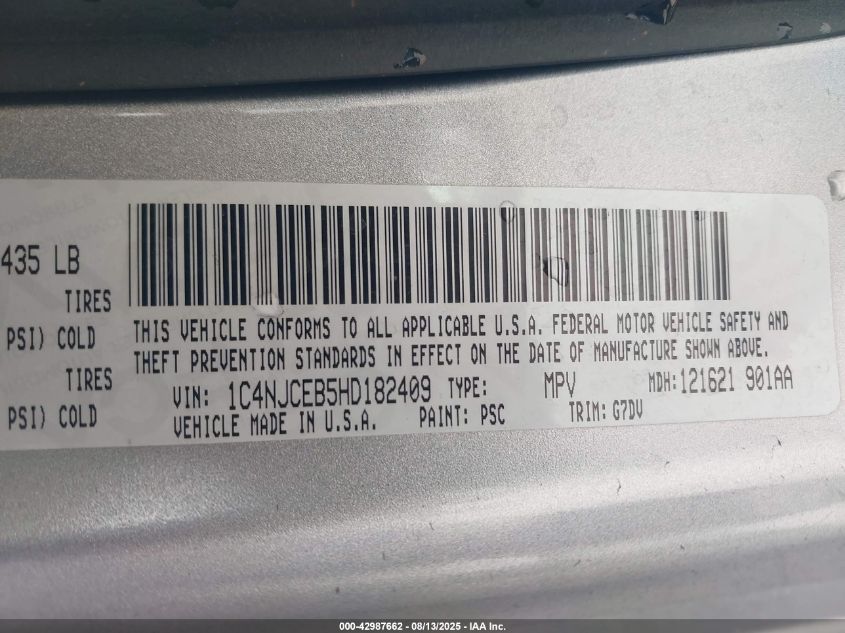 435 LB
TIRES
PSI) COLD
TIRES
PSI) COLD
THIS VEHICLE CONFORMS TO ALL APPLICABLE U.S.A. FEDERAL MOTOR VEHICLE SAFETY AND
THEFT PREVENTION STANDARDS IN EFFECT ON THE DATE OF MANUFACTURE SHOWN ABOVE.
VIN: 1C4NJCEB5HD182409 TYPE: MPV MDH:121621 901AA
VEHICLE MADE IN U.S.A. PAINT: PSC TRIM: G7DV
000-42987662 - 08/13/2025 - IAA Inc.